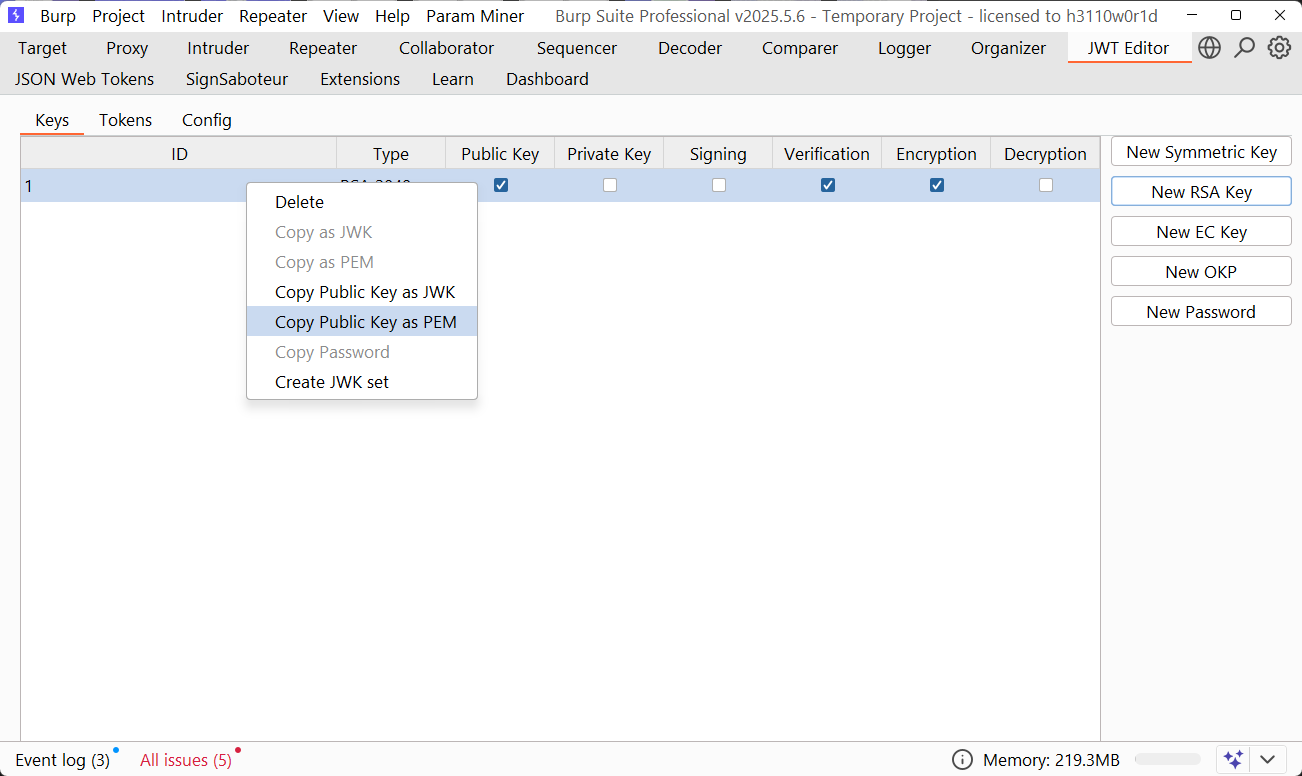 Burp Project Intruder Repeater View Help Param Miner Burp Suite Professional v2025.5.6 - Temporary Project - licensed to h3110w0r1d
Target Proxy Intruder Repeater Collaborator Sequencer Decoder Comparer Logger Organizer JWT Editor
JSON Web Tokens SignSaboteur Extensions Learn Dashboard
Keys Tokens Config
ID Type Public Key Private Key Signing Verification Encryption Decryption
1
Delete
Copy as JWK
Copy as PEM
Copy Public Key as JWK
Copy Public Key as PEM
Copy Password
Create JWK set
New Symmetric Key
New RSA Key
New EC Key
New OKP
New Password
Event log (3) All issues (5) Memory: 219.3MB